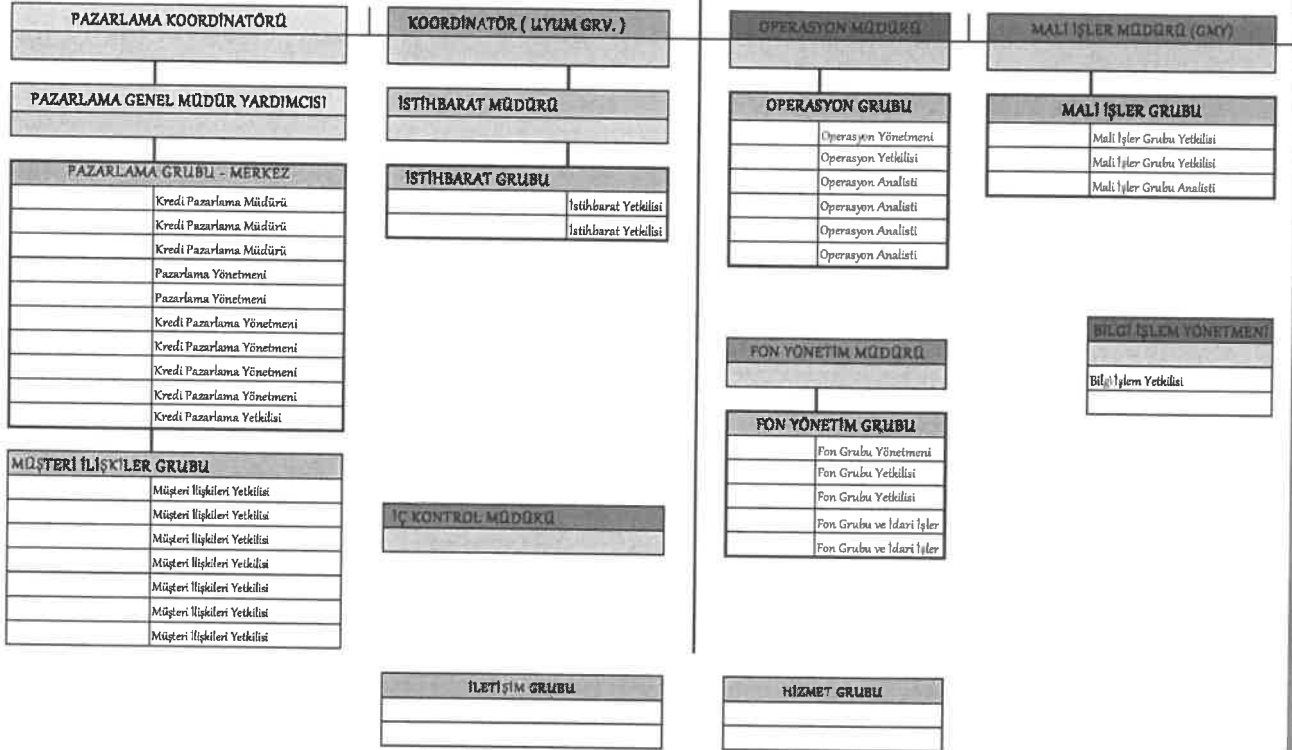 PAZARLAMA KOORDİNATÖRÜ
PAZARLAMA GENEL MÜDÜR YARDIMCISI
PAZARLAMA GRUBU - MERKEZ
Kredi Pazarlama Müdürü
Kredi Pazarlama Müdürü
Kredi Pazarlama Müdürü
Pazarlama Yönetmeni
Pazarlama Yönetmeni
Kredi Pazarlama Yönetmeni
Kredi Pazarlama Yönetmeni
Kredi Pazarlama Yönetmeni
Kredi Pazarlama Yönetmeni
Kredi Pazarlama Yetkilisi
MÜŞTERİ İLİŞKİLER GRUBU
Müşteri İlişkileri Yetkilisi
Müşteri İlişkileri Yetkilisi
Müşteri İlişkileri Yetkilisi
Müşteri İlişkileri Yetkilisi
Müşteri İlişkileri Yetkilisi
Müşteri İlişkileri Yetkilisi
Müşteri İlişkileri Yetkilisi
KOORDİNATÖR ( UYUM GRV. )
İSTİHBARAT MÜDÜRÜ
İSTİHBARAT GRUBU
İstihbarat Yetkilisi
İstihbarat Yetkilisi
İÇ KONTROL MÜDÜRÜ
İLETİŞİM GRUBU
OPERASYON MÜDÜRÜ
OPERASYON GRUBU
Operasyon Yönetmeni
Operasyon Yetkilisi
Operasyon Analisti
Operasyon Analisti
Operasyon Analisti
Operasyon Analisti
FON YÖNETİM MÜDÜRÜ
FON YÖNETİM GRUBU
Fon Grubu Yönetmeni
Fon Grubu Yetkilisi
Fon Grubu Yetkilisi
Fon Grubu ve İdari İşler
Fon Grubu ve İdari İşler
HİZMET GRUBU
MALİ İŞLER MÜDÜRÜ (GMY)
MALİ İŞLER GRUBU
Mali İşler Grubu Yetkilisi
Mali İşler Grubu Yetkilisi
Mali İşler Grubu Analisti
BİLGİ İŞLEM YÖNETMENİ
Bilgi İşlem Yetkilisi